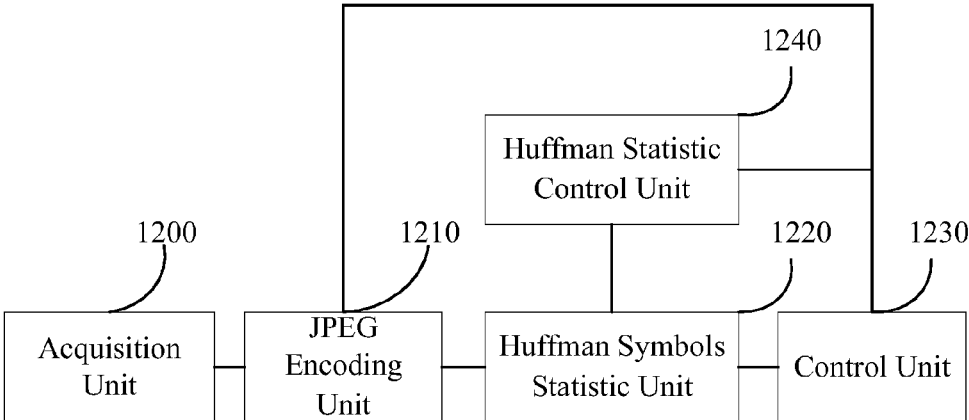 1240
Huffman Statistic
Control Unit
1200
1210
1220
1230
Acquisition
Unit
JPEG
Encoding
Unit
Huffman Symbols
Statistic Unit
Control Unit